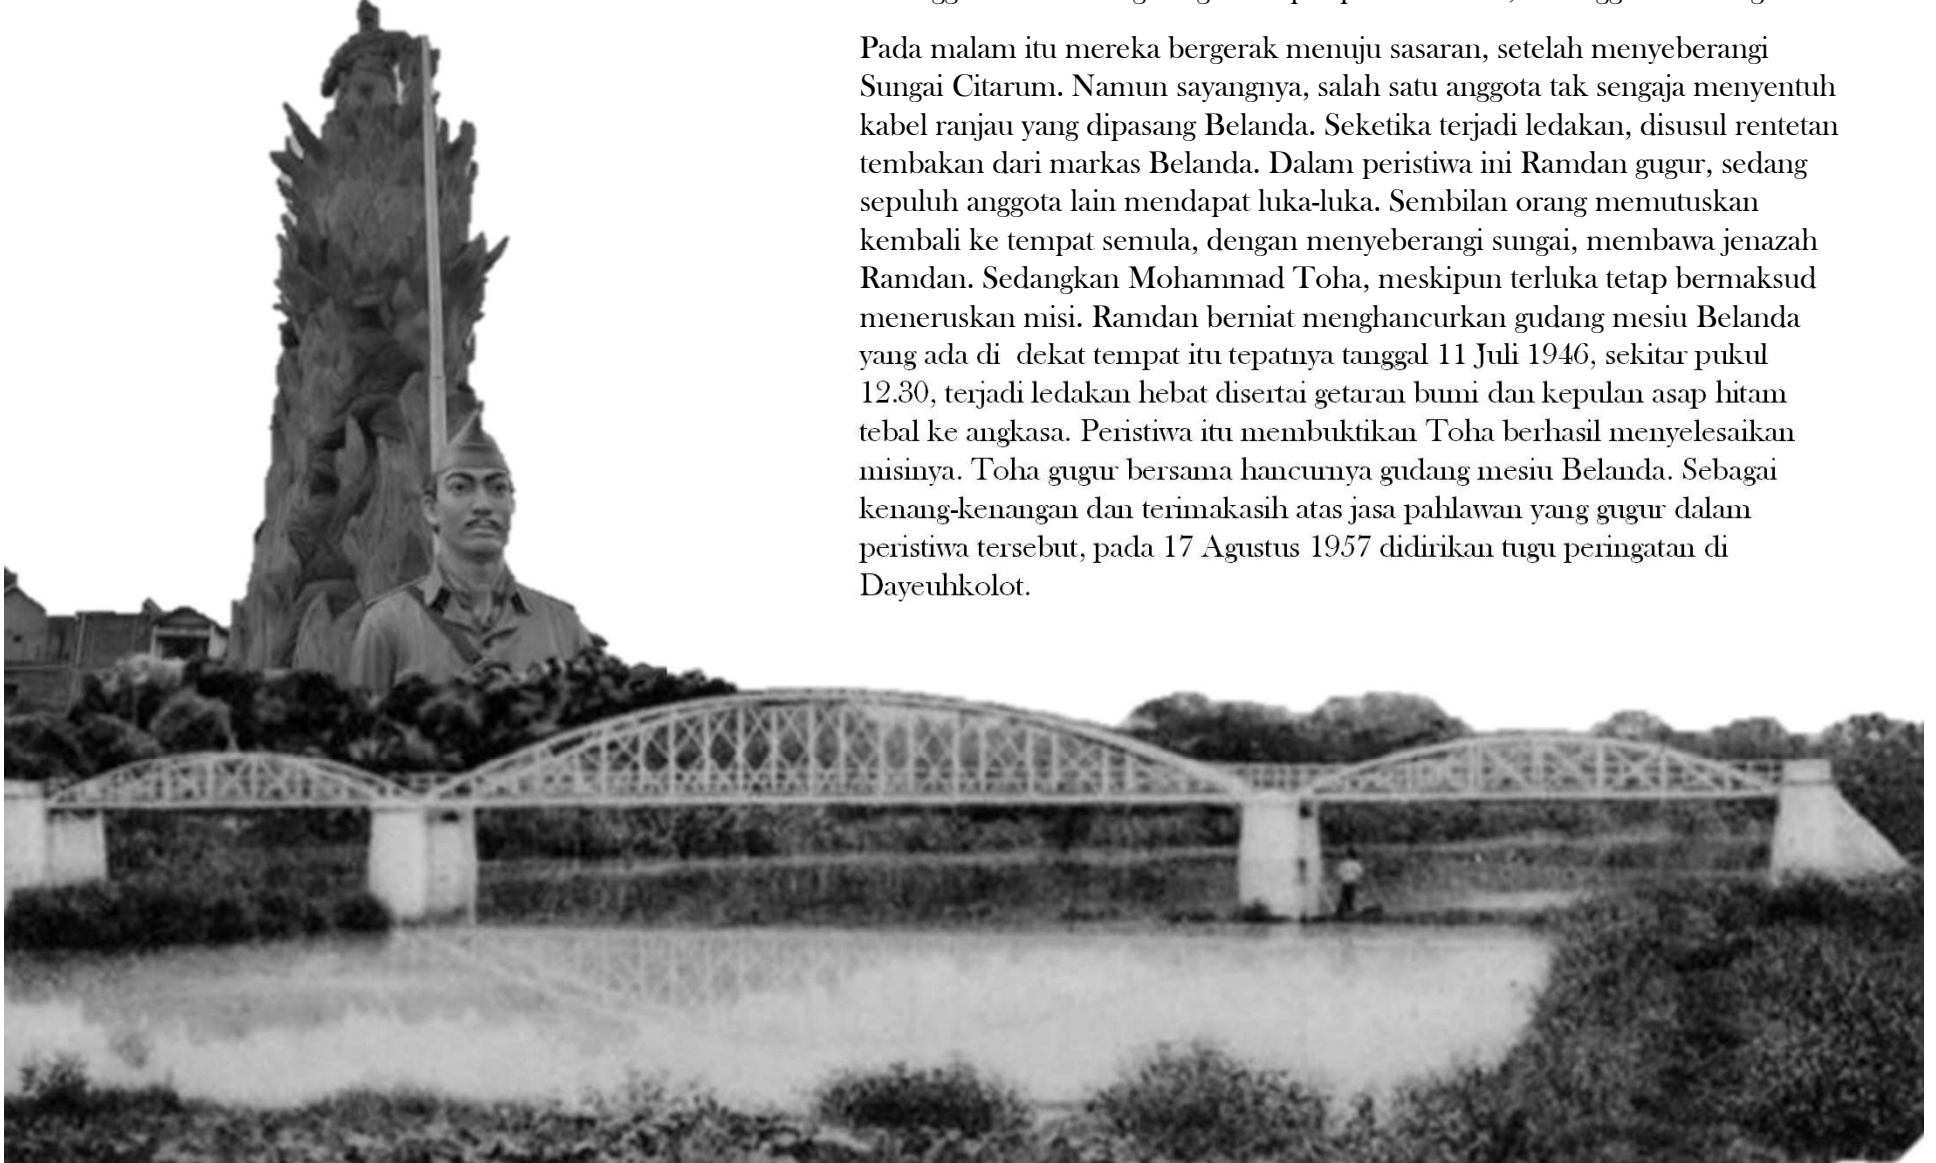 Pada malam itu mereka bergerak menuju sasaran, setelah menyeberangi
Sungai Citarum. Namun sayangnya, salah satu anggota tak sengaja menyentuh
kabel ranjau yang dipasang Belanda. Seketika terjadi ledakan, disusul rentetan
tembakan dari markas Belanda. Dalam peristiwa ini Ramdan gugur, sedang
sepuluh anggota lain mendapat luka-luka. Sembilan orang memutuskan
kembali ke tempat semula, dengan menyeberangi sungai, membawa jenazah
Ramdan. Sedangkan Mohammad Toha, meskipun terluka tetap bermaksud
meneruskan misi. Ramdan berniat menghancurkan gudang mesiu Belanda
yang ada di  dekat tempat itu tepatnya tanggal 11 Juli 1946, sekitar pukul
12.30, terjadi ledakan hebat disertai getaran bumi dan kepulan asap hitam
tebal ke angkasa. Peristiwa itu membuktikan Toha berhasil menyelesaikan
misinya. Toha gugur bersama hancurnya gudang mesiu Belanda. Sebagai
kenang-kenangan dan terimakasih atas jasa pahlawan yang gugur dalam
peristiwa tersebut, pada 17 Agustus 1957 didirikan tugu peringatan di
Dayeuhkolot.